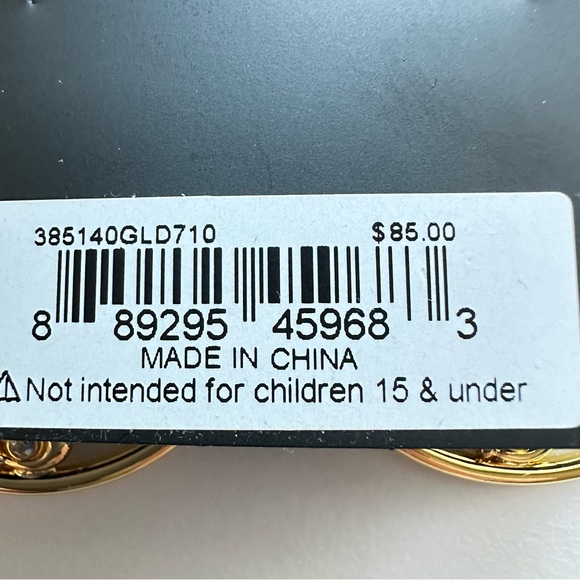 385140GLD710 $85.00
8 89295 45968 3
MADE IN CHINA
⚠Not intended for children 15 & under